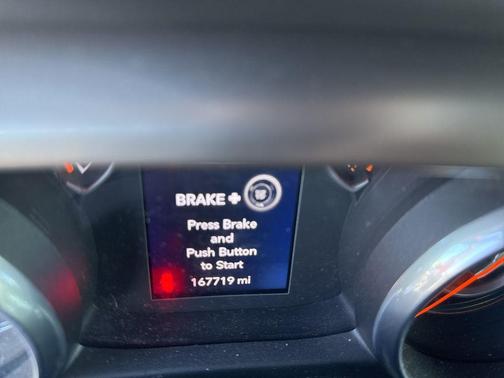 BRAKE +
Press Brake
and
Push Button
to Start
167719 mi